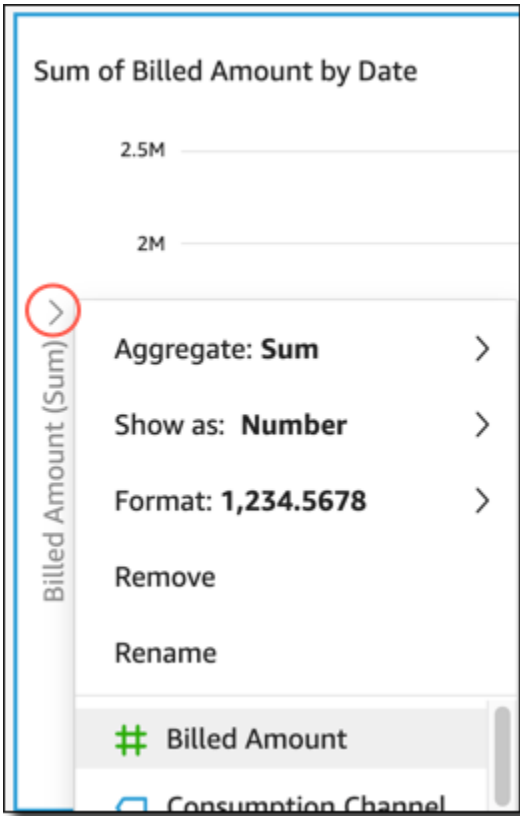 Sum of Billed Amount by Date
2.5M
2M
Billed Amount (Sum)
Aggregate: Sum
Show as: Number
Format: 1,234.5678
Remove
Rename
Billed Amount
Consumption Channel